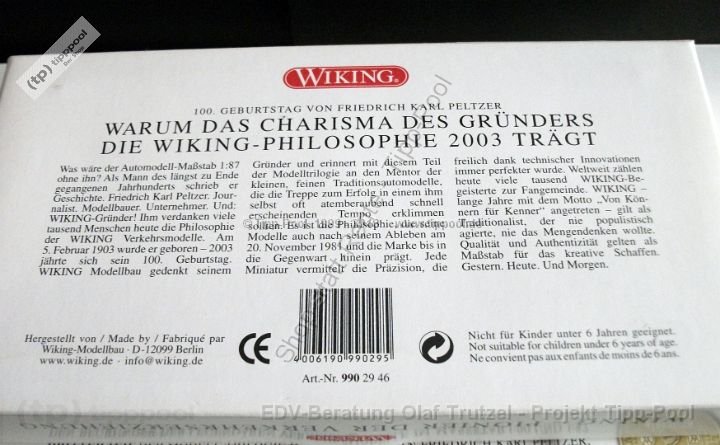 (tp) tipppool
Der Shop
WIKING
100. GEBURTSTAG VON FRIEDRICH KARL PELTZER
WARUM DAS CHARISMA DES GRÜNDERS
DIE WIKING-PHILOSOPHIE 2003 TRÄGT
Was wäre der Automodell-Maßstab 1:87
ohne ihn? Als Mann des längst zu Ende
gegangenen Jahrhunderts schrieb er
Geschichte. Friedrich Karl Peltzer. Jour-
nalist. Modellbauer. Unternehmer. Und:
WIKING-Gründer! Ihm verdanken viele
tausend Menschen heute die Philosophie
der WIKING Verkehrsmodelle. Am
5. Februar 1903 wurde er geboren – 2003
jährte sich sein 100. Geburtstag.
WIKING Modellbau gedenkt seinem
Gründer und erinnert mit diesem Teil
der Modelltrilogie an den Mentor der
kleinen, feinen Traditionsautomodelle,
die die Treppe zum Erfolg in einem ihm
selbst oft atemberaubend schnell
erscheinenden Tempo erklimmen
sollten. Es ist die Philosophie, die seine
Modelle auch nach seinem Ableben am
20. November 1981 und die Marke bis in
die Gegenwart hinein prägt. Jede
Miniatur vermittelt die Präzision, die
freilich dank technischer Innovationen
immer perfekter wurde. Weltweit zählen
heute viele tausend WIKING-Be-
geisterte zur Fangemeinde. WIKING –
lange Jahre mit dem Motto „Von Kön-
nern für Kenner" angetreten – gilt als
Traditionalist, der nie populistisch
agierte, nie das Mengendenken wollte.
Qualität und Authentizität gelten als
Maßstab für das kreative Schaffen.
Gestern. Heute. Und Morgen.
Hergestellt von / Made by / Fabriqué par
Wiking-Modellbau · D-12099 Berlin
www.wiking.de · info@wiking.de
CE
4 006190 990295
Art.-Nr. 990 29 46
Nicht für Kinder unter 6 Jahren geeignet.
Not suitable for children under 6 years of age.
Ne convient pas aux enfants de moins de 6 ans.
(tp) tipppool
EDV-Beratung Olaf Trutzel - Projekt Tipp-Pool